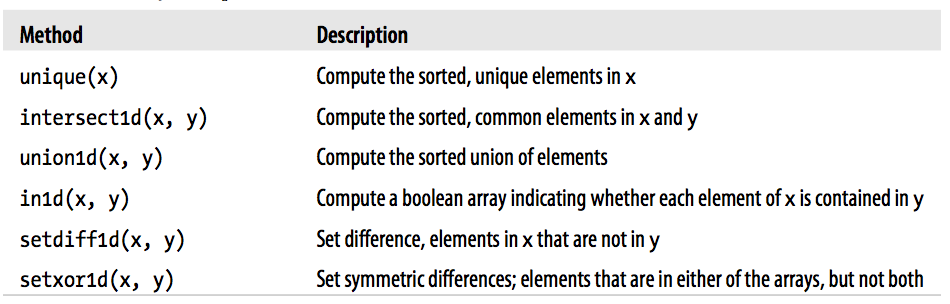 Method Description
unique(x) Compute the sorted, unique elements in x
intersect1d(x, y) Compute the sorted, common elements in x and y
union1d(x, y) Compute the sorted union of elements
in1d(x, y) Compute a boolean array indicating whether each element of x is contained in y
setdiff1d(x, y) Set difference, elements in x that are not in y
setxor1d(x, y) Set symmetric differences; elements that are in either of the arrays, but not both